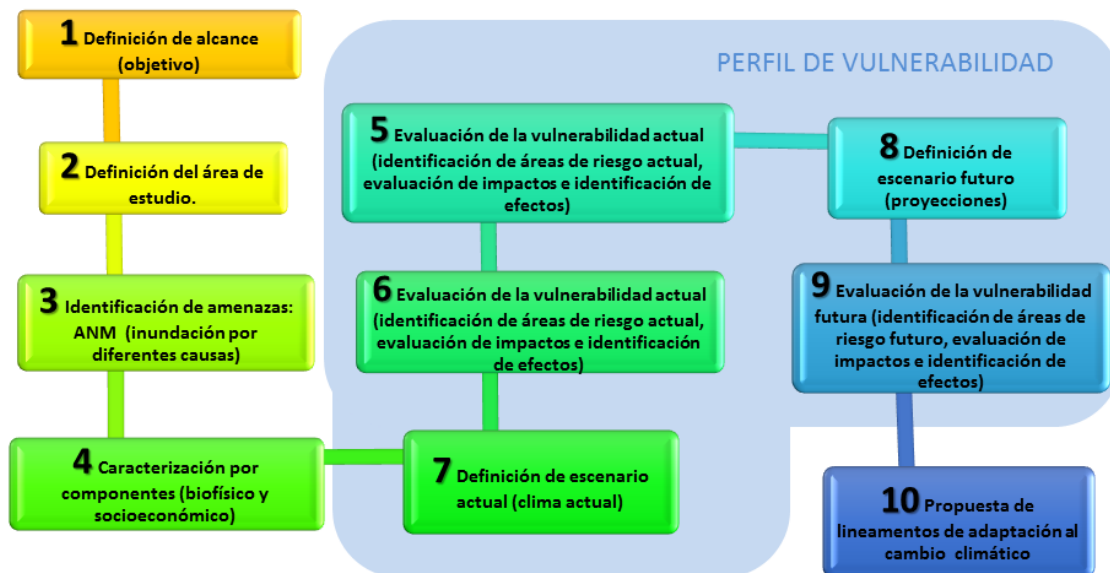 1 Definición de alcance
(objetivo)
2 Definición del área de
estudio.
3 Identificación de amenazas:
ANM (inundación por
diferentes causas)
4 Caracterización por
componentes (biofísico y
socioeconómico)
PERFIL DE VULNERABILIDAD
5 Evaluación de la vulnerabilidad actual
(identificación de áreas de riesgo actual,
evaluación de impactos e identificación de
efectos)
6 Evaluación de la vulnerabilidad actual
(identificación de áreas de riesgo actual,
evaluación de impactos e identificación
de efectos)
7 Definición de escenario
actual (clima actual)
8 Definición de
escenario futuro
(proyecciones)
9 Evaluación de la vulnerabilidad
futura (identificación de áreas de
riesgo futuro, evaluación de
impactos e identificación de
efectos)
10 Propuesta de
lineamentos de adaptación al
cambio climático